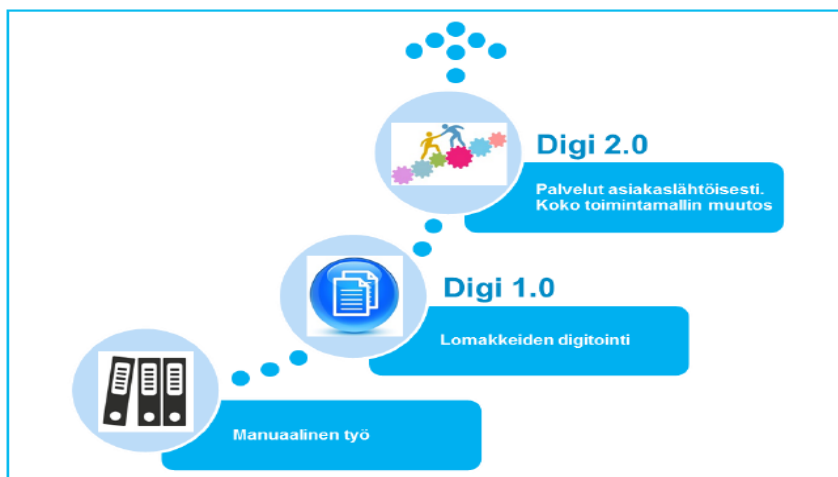 Digi 2.0
Palvelut asiakaslähtöisesti.
Koko toimintamallin muutos
Digi 1.0
Lomakkeiden digitointi
Manuaalinen työ